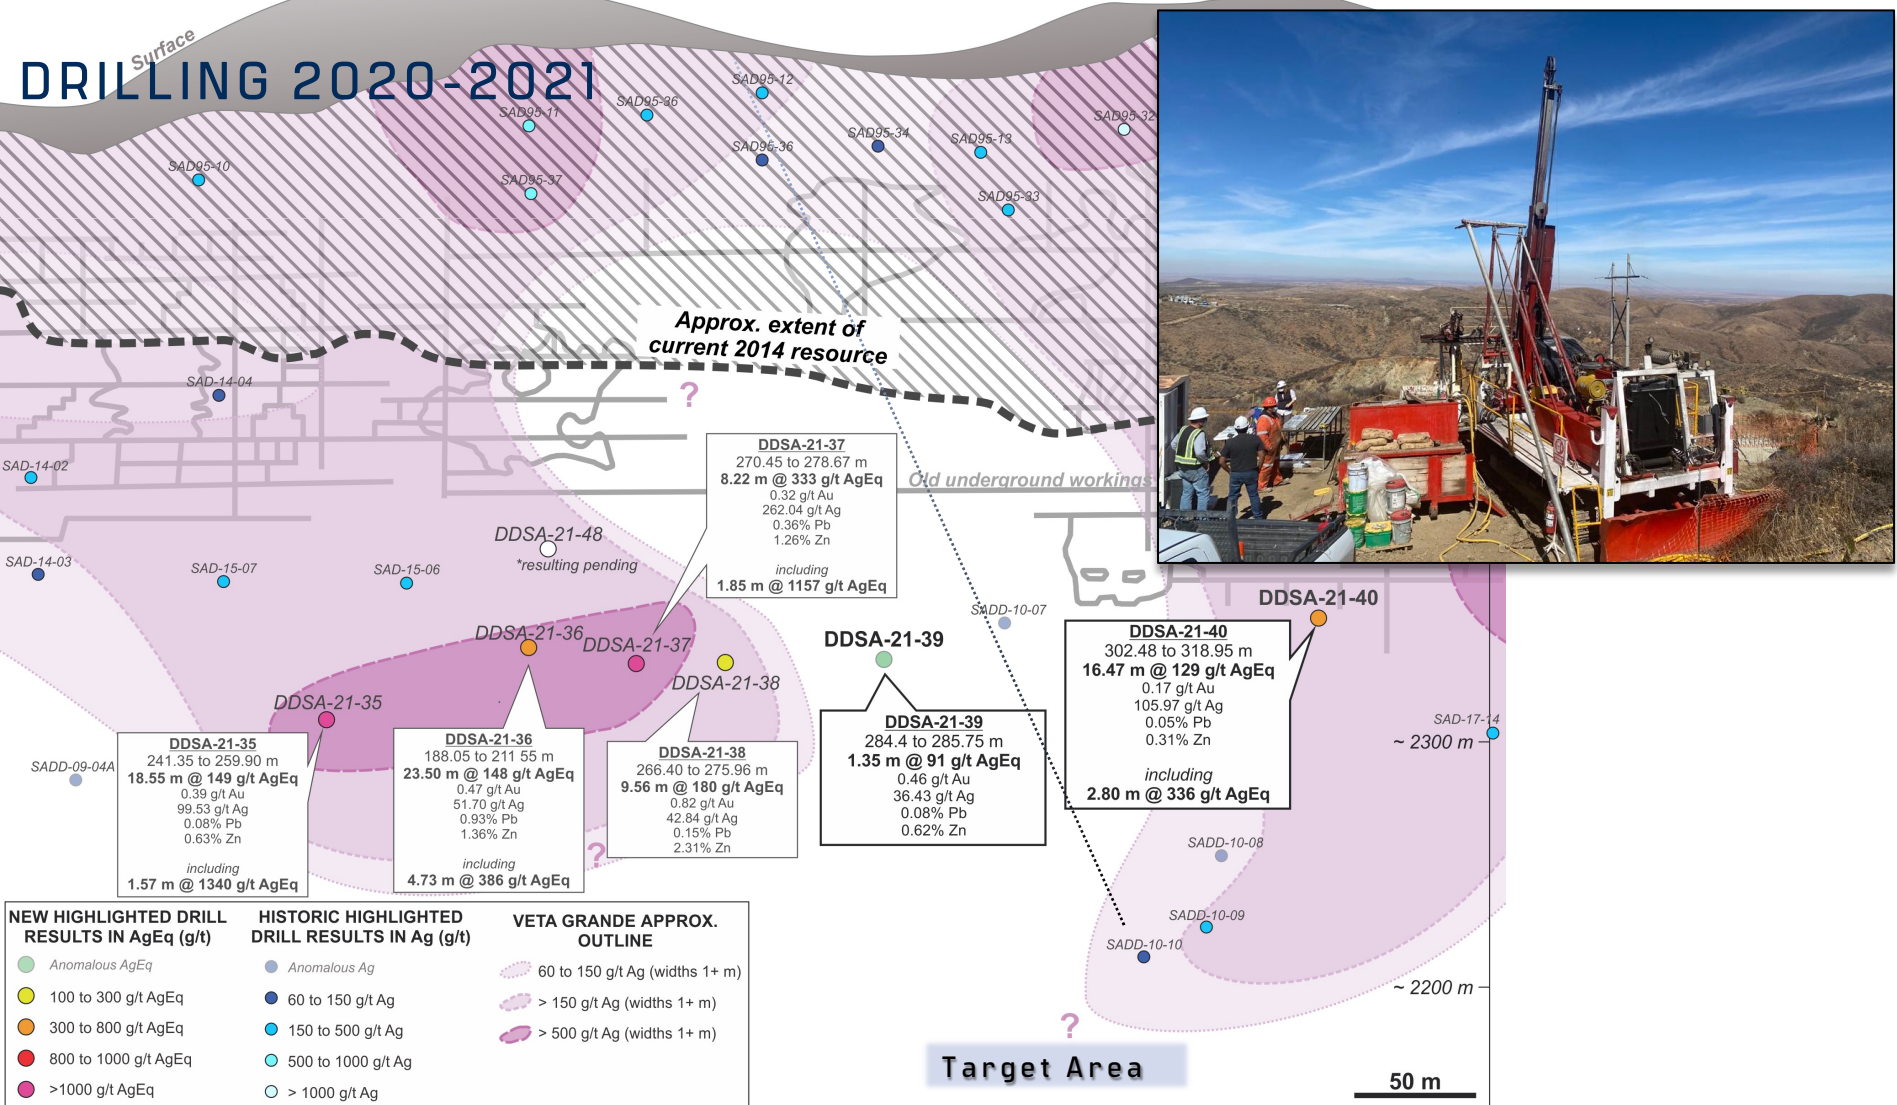 Surface
DRILLING 2020-2021
SAD95-12
SAD95-36
SAD95-11
SAD95-32
SAD95-34
SAD95-13
SAD95-36
SAD95-10
SAD95-37
SAD95-33
Approx. extent of
current 2014 resource
?
SAD-14-04
SAD-14-02
Old underground workings
DDSA-21-37
270.45 to 278.67 m
8.22 m @ 333 g/t AgEq
0.32 g/t Au
262.04 g/t Ag
0.36% Pb
1.26% Zn
including
1.85 m @ 1157 g/t AgEq
DDSA-21-48
*resulting pending
SAD-14-03
SAD-15-07
SAD-15-06
SADD-10-07
DDSA-21-40
DDSA-21-36
DDSA-21-37
DDSA-21-39
DDSA-21-38
DDSA-21-35
DDSA-21-40
302.48 to 318.95 m
16.47 m @ 129 g/t AgEq
0.17 g/t Au
105.97 g/t Ag
0.05% Pb
0.31% Zn
including
2.80 m @ 336 g/t AgEq
SAD-17-14
~ 2300 m
SADD-09-04A
DDSA-21-35
241.35 to 259.90 m
18.55 m @ 149 g/t AgEq
0.39 g/t Au
99.53 g/t Ag
0.08% Pb
0.63% Zn
including
1.57 m @ 1340 g/t AgEq
DDSA-21-36
188.05 to 211 55 m
23.50 m @ 148 g/t AgEq
0.47 g/t Au
51.70 g/t Ag
0.93% Pb
1.36% Zn
including
4.73 m @ 386 g/t AgEq
?
DDSA-21-38
266.40 to 275.96 m
9.56 m @ 180 g/t AgEq
0.82 g/t Au
42.84 g/t Ag
0.15% Pb
2.31% Zn
DDSA-21-39
284.4 to 285.75 m
1.35 m @ 91 g/t AgEq
0.46 g/t Au
36.43 g/t Ag
0.08% Pb
0.62% Zn
SADD-10-08
SADD-10-09
SADD-10-10
~ 2200 m
?
Target Area
50 m
NEW HIGHLIGHTED DRILL
RESULTS IN AgEq (g/t)
Anomalous AgEq
100 to 300 g/t AgEq
300 to 800 g/t AgEq
800 to 1000 g/t AgEq
>1000 g/t AgEq
HISTORIC HIGHLIGHTED
DRILL RESULTS IN Ag (g/t)
Anomalous Ag
60 to 150 g/t Ag
150 to 500 g/t Ag
500 to 1000 g/t Ag
> 1000 g/t Ag
VETA GRANDE APPROX.
OUTLINE
60 to 150 g/t Ag (widths 1+ m)
> 150 g/t Ag (widths 1+ m)
> 500 g/t Ag (widths 1+ m)